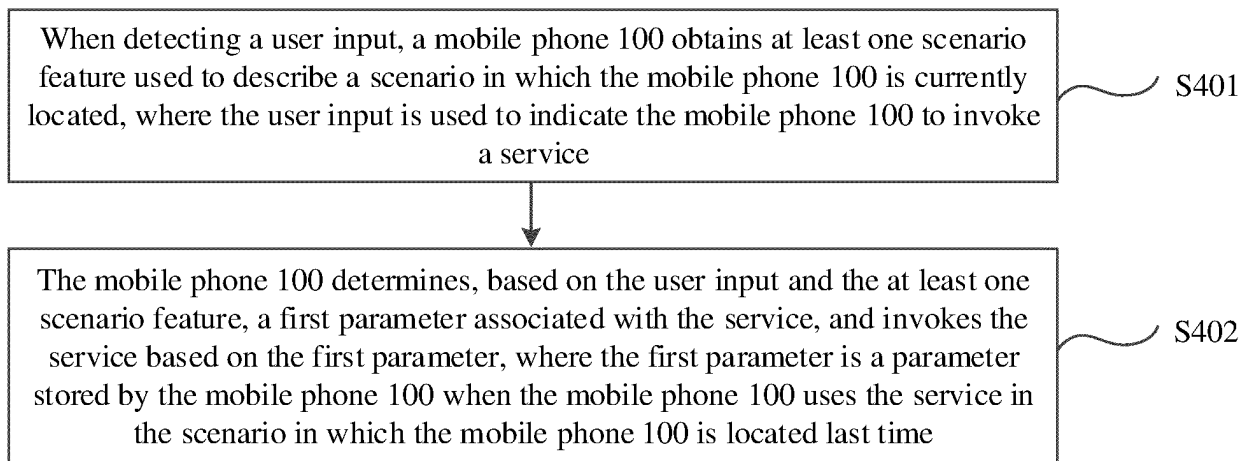 When detecting a user input, a mobile phone 100 obtains at least one scenario
feature used to describe a scenario in which the mobile phone 100 is currently
located, where the user input is used to indicate the mobile phone 100 to invoke
a service
S401
The mobile phone 100 determines, based on the user input and the at least one
scenario feature, a first parameter associated with the service, and invokes the
service based on the first parameter, where the first parameter is a parameter
stored by the mobile phone 100 when the mobile phone 100 uses the service in
the scenario in which the mobile phone 100 is located last time
S402